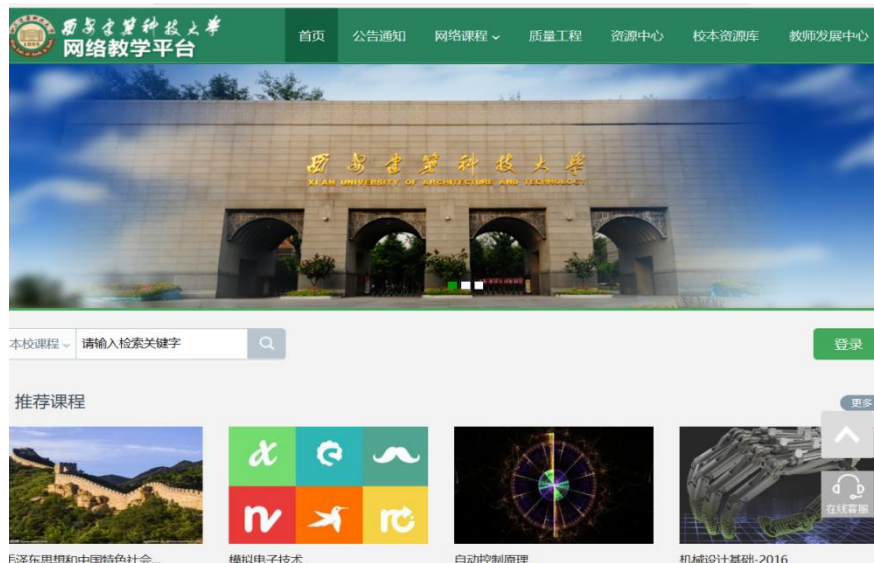 西安建筑科技大学
网络教学平台
首页 公告通知 网络课程 质量工程 资源中心 校本资源库 教师发展中心
西安建筑科技大学
XI'AN UNIVERSITY OF ARCHITECTURE AND TECHNOLOGY
本校课程 请输入检索关键字
登录
推荐课程
更多
在线客服
毛泽东思想和中国特色社会...
模拟电子技术
自动控制原理
机械设计基础-2016